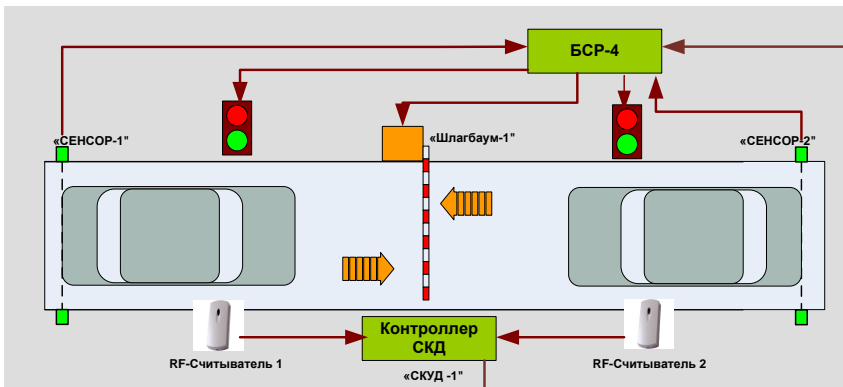 БСР-4
«Шлагбаум-1"
«СЕНСОР-1"
«СЕНСОР-2"
Контроллер
СКД
RF-Считыватель 1
RF-Считыватель 2
«СКУД -1"